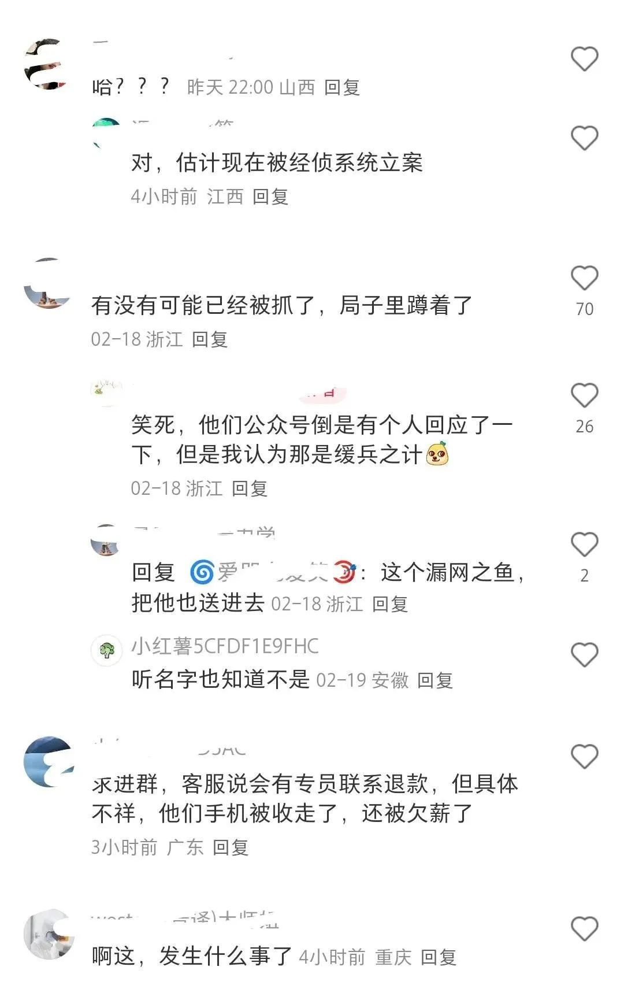 哈？？？ 昨天 22:00 山西 回复
对，估计现在被经侦系统立案
4小时前 江西 回复
有没有可能已经被抓了，局子里蹲着了
70
02-18 浙江 回复
笑死，他们公众号倒是有个人回应了一
26
下，但是我认为那是缓兵之计
02-18 浙江 回复
回复 爱：这个漏网之鱼，
2
把他也送进去 02-18 浙江 回复
小红薯5CFDF1E9FHC
听名字也知道不是 02-19 安徽 回复
求进群，客服说会有专员联系退款，但具体
不祥，他们手机被收走了，还被欠薪了
3小时前 广东 回复
啊这，发生什么事了 4小时前 重庆 回复